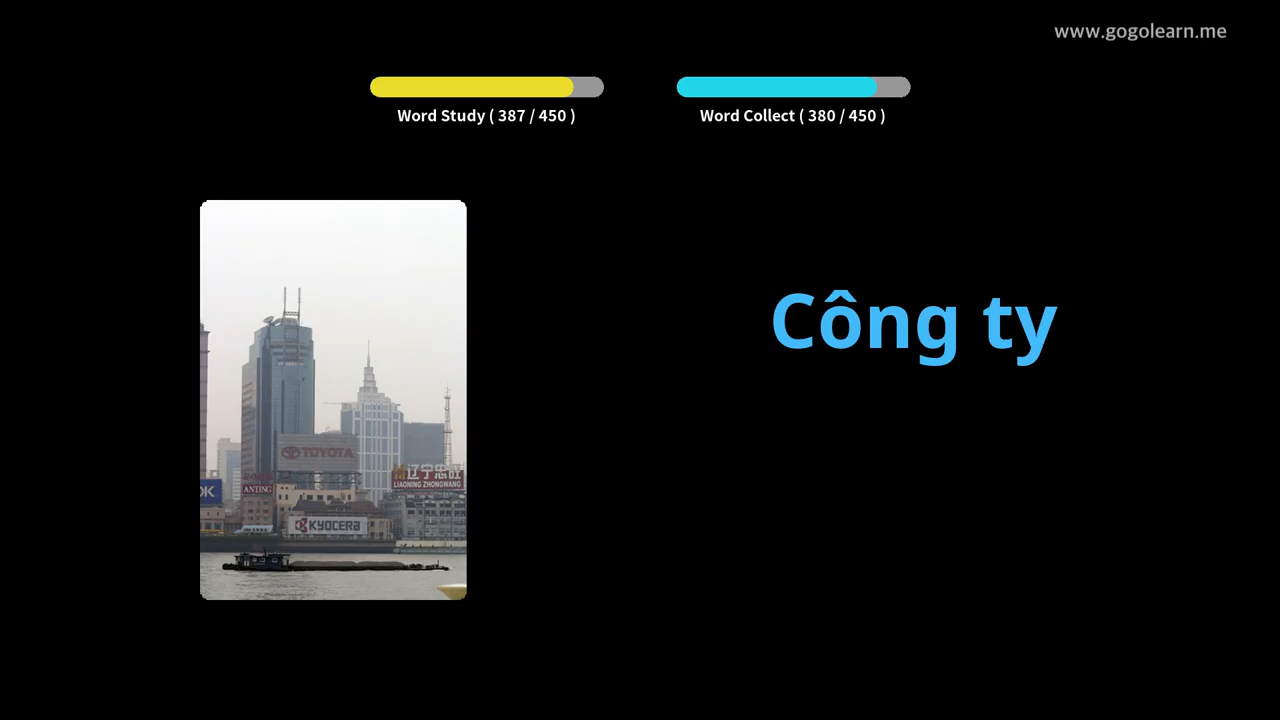 www.gogolearn.me
Word Study ( 387 / 450 )
Word Collect ( 380 / 450 )
Công ty
TOYOTA
辽宁忠旺
LIAONING ZHONGWANG
OK
ANTING
KYOCERA